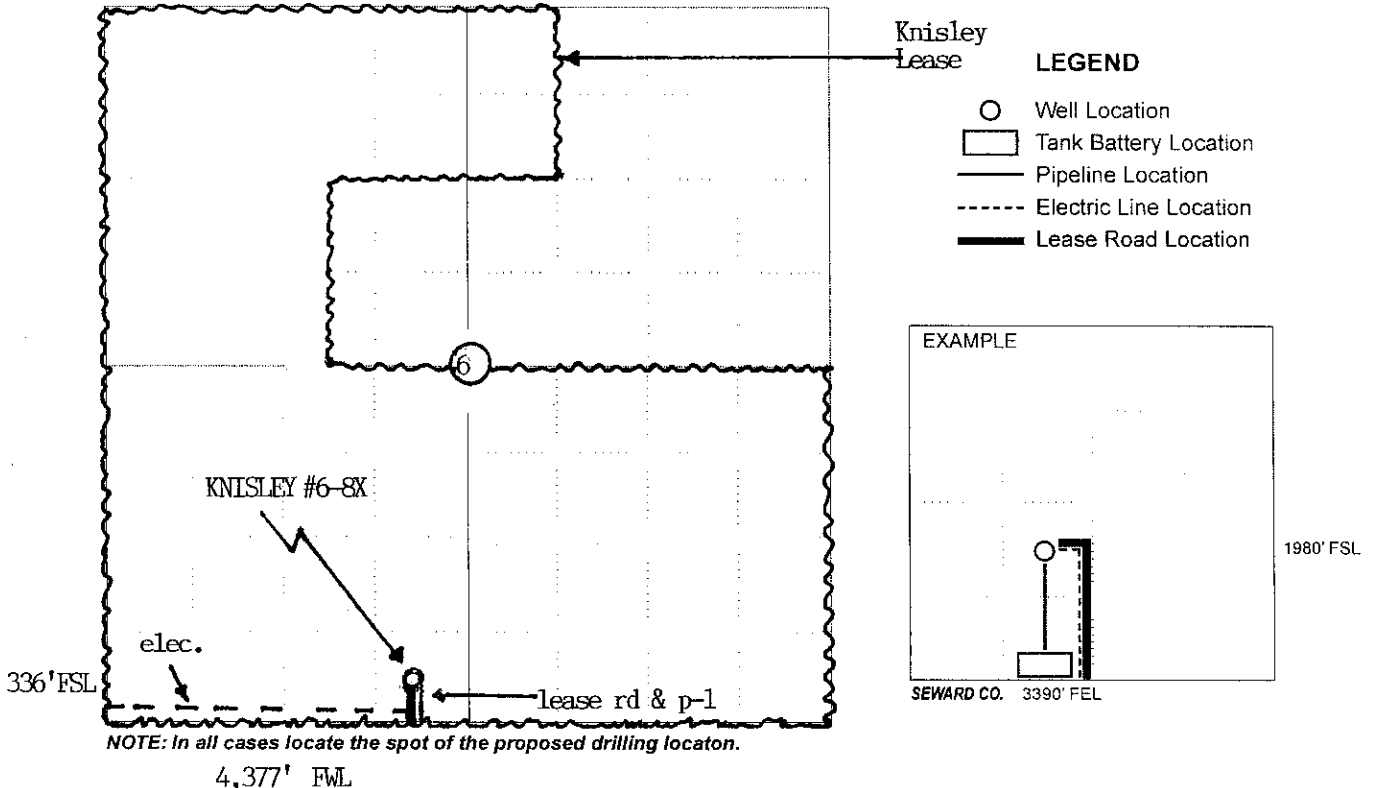 Knisley
Lease
LEGEND
Well Location
Tank Battery Location
Pipeline Location
Electric Line Location
Lease Road Location
6
EXAMPLE
KNISLEY #6-8X
1980' FSL
elec.
336'FSL
lease rd & p-l
SEWARD CO. 3390' FEL
NOTE: In all cases locate the spot of the proposed drilling locaton.
4,377' FWL